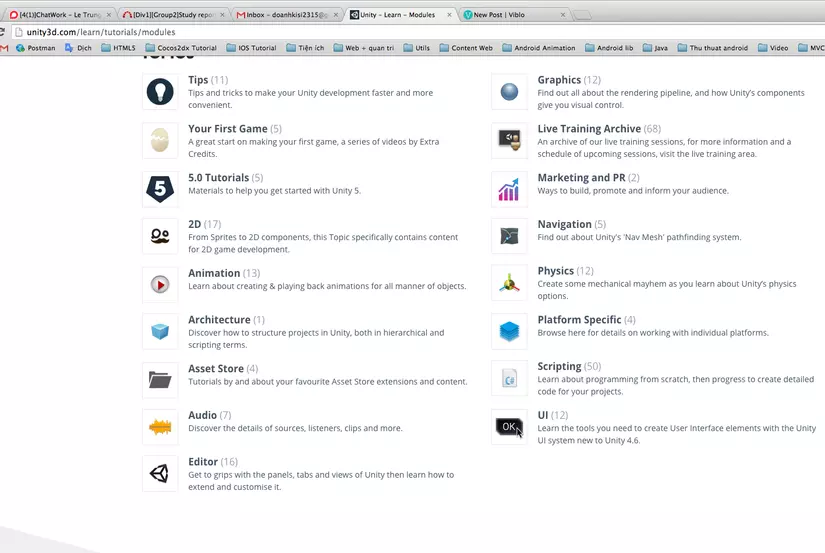 [4(1)]ChatWork - Le Trung
[Div1][Group2]Study repor
Inbox - doanhkisi2315@g
Unity - Learn - Modules
New Post | Viblo
unity3d.com/learn/tutorials/modules
Postman Dịch HTML5 Cocos2dx Tutorial IOS Tutorial Tiện ích Web + quan tri Utils Content Web Android Animation Android lib Java Thu thuat android Video MVC
Tips (11)
Tips and tricks to make your Unity development faster and more
convenient.
Your First Game (5)
A great start on making your first game, a series of videos by Extra
Credits.
5.0 Tutorials (5)
Materials to help you get started with Unity 5.
2D (17)
From Sprites to 2D components, this Topic specifically contains content
for 2D game development.
Animation (13)
Learn about creating & playing back animations for all manner of objects.
Architecture (1)
Discover how to structure projects in Unity, both in hierarchical and
scripting terms.
Asset Store (4)
Tutorials by and about your favourite Asset Store extensions and content.
Audio (7)
Discover the details of sources, listeners, clips and more.
Editor (16)
Get to grips with the panels, tabs and views of Unity then learn how to
extend and customise it.
Graphics (12)
Find out all about the rendering pipeline, and how Unity's components
give you visual control.
Live Training Archive (68)
An archive of our live training sessions, for more information and a
schedule of upcoming sessions, visit the live training area.
Marketing and PR (2)
Ways to build, promote and inform your audience.
Navigation (5)
Find out about Unity's 'Nav Mesh' pathfinding system.
Physics (12)
Create some mechanical mayhem as you learn about Unity's physics
options.
Platform Specific (4)
Browse here for details on working with individual platforms.
Scripting (50)
Learn about programming from scratch, then progress to create detailed
code for your projects.
OK
UI (12)
Learn the tools you need to create User Interface elements with the Unity
UI system new to Unity 4.6.